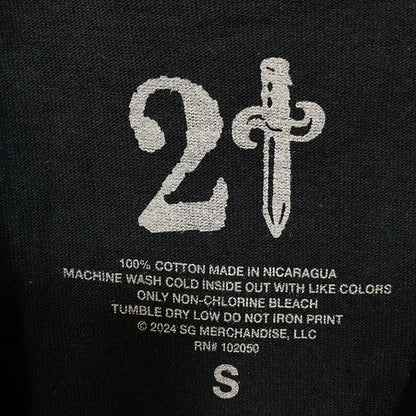 21
100% COTTON MADE IN NICARAGUA
MACHINE WASH COLD INSIDE OUT WITH LIKE COLORS
ONLY NON-CHLORINE BLEACH
TUMBLE DRY LOW DO NOT IRON PRINT
© 2024 SG MERCHANDISE, LLC
RN# 102050
S